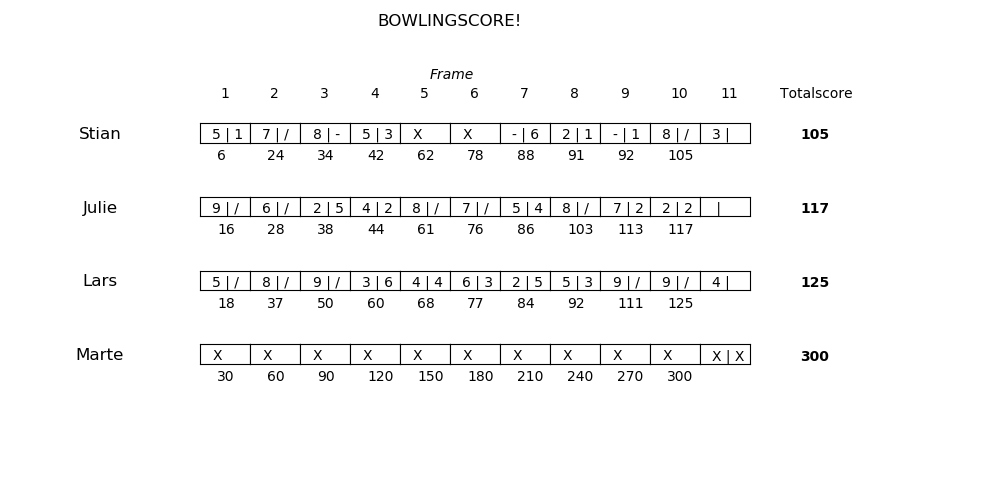 BOWLINGSCORE!
Frame
1 2 3 4 5 6 7 8 9 10 11 Totalscore
Stian 5 | 1 7 | / 8 | - 5 | 3 X X - | 6 2 | 1 - | 1 8 | / 3 | 105
6 24 34 42 62 78 88 91 92 105
Julie 9 | / 6 | / 2 | 5 4 | 2 8 | / 7 | / 5 | 4 8 | / 7 | 2 2 | 2 | 117
16 28 38 44 61 76 86 103 113 117
Lars 5 | / 8 | / 9 | / 3 | 6 4 | 4 6 | 3 2 | 5 5 | 3 9 | / 9 | / 4 | 125
18 37 50 60 68 77 84 92 111 125
Marte X X X X X X X X X X X | X 300
30 60 90 120 150 180 210 240 270 300